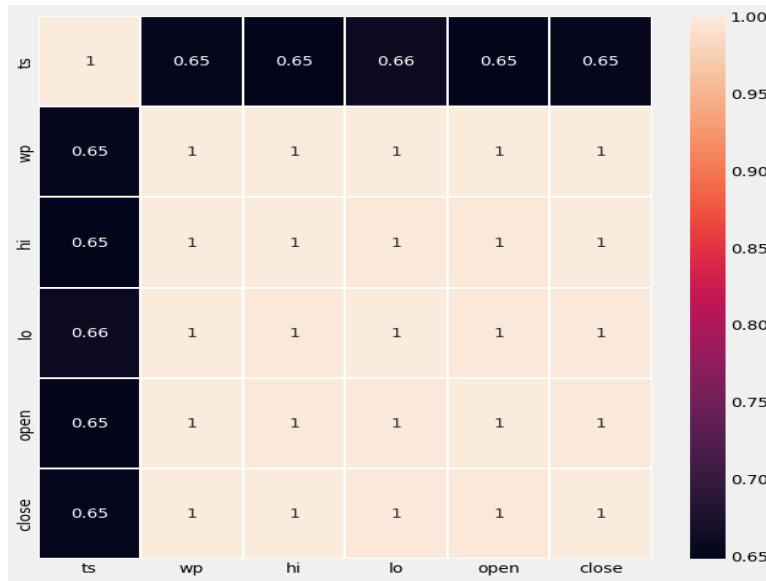 ts 1 0.65 0.65 0.66 0.65 0.65
wp 0.65 1 1 1 1 1
hi 0.65 1 1 1 1 1
lo 0.66 1 1 1 1 1
open 0.65 1 1 1 1 1
close 0.65 1 1 1 1 1
ts wp hi lo open close
1.00
0.95
0.90
0.85
0.80
0.75
0.70
0.65